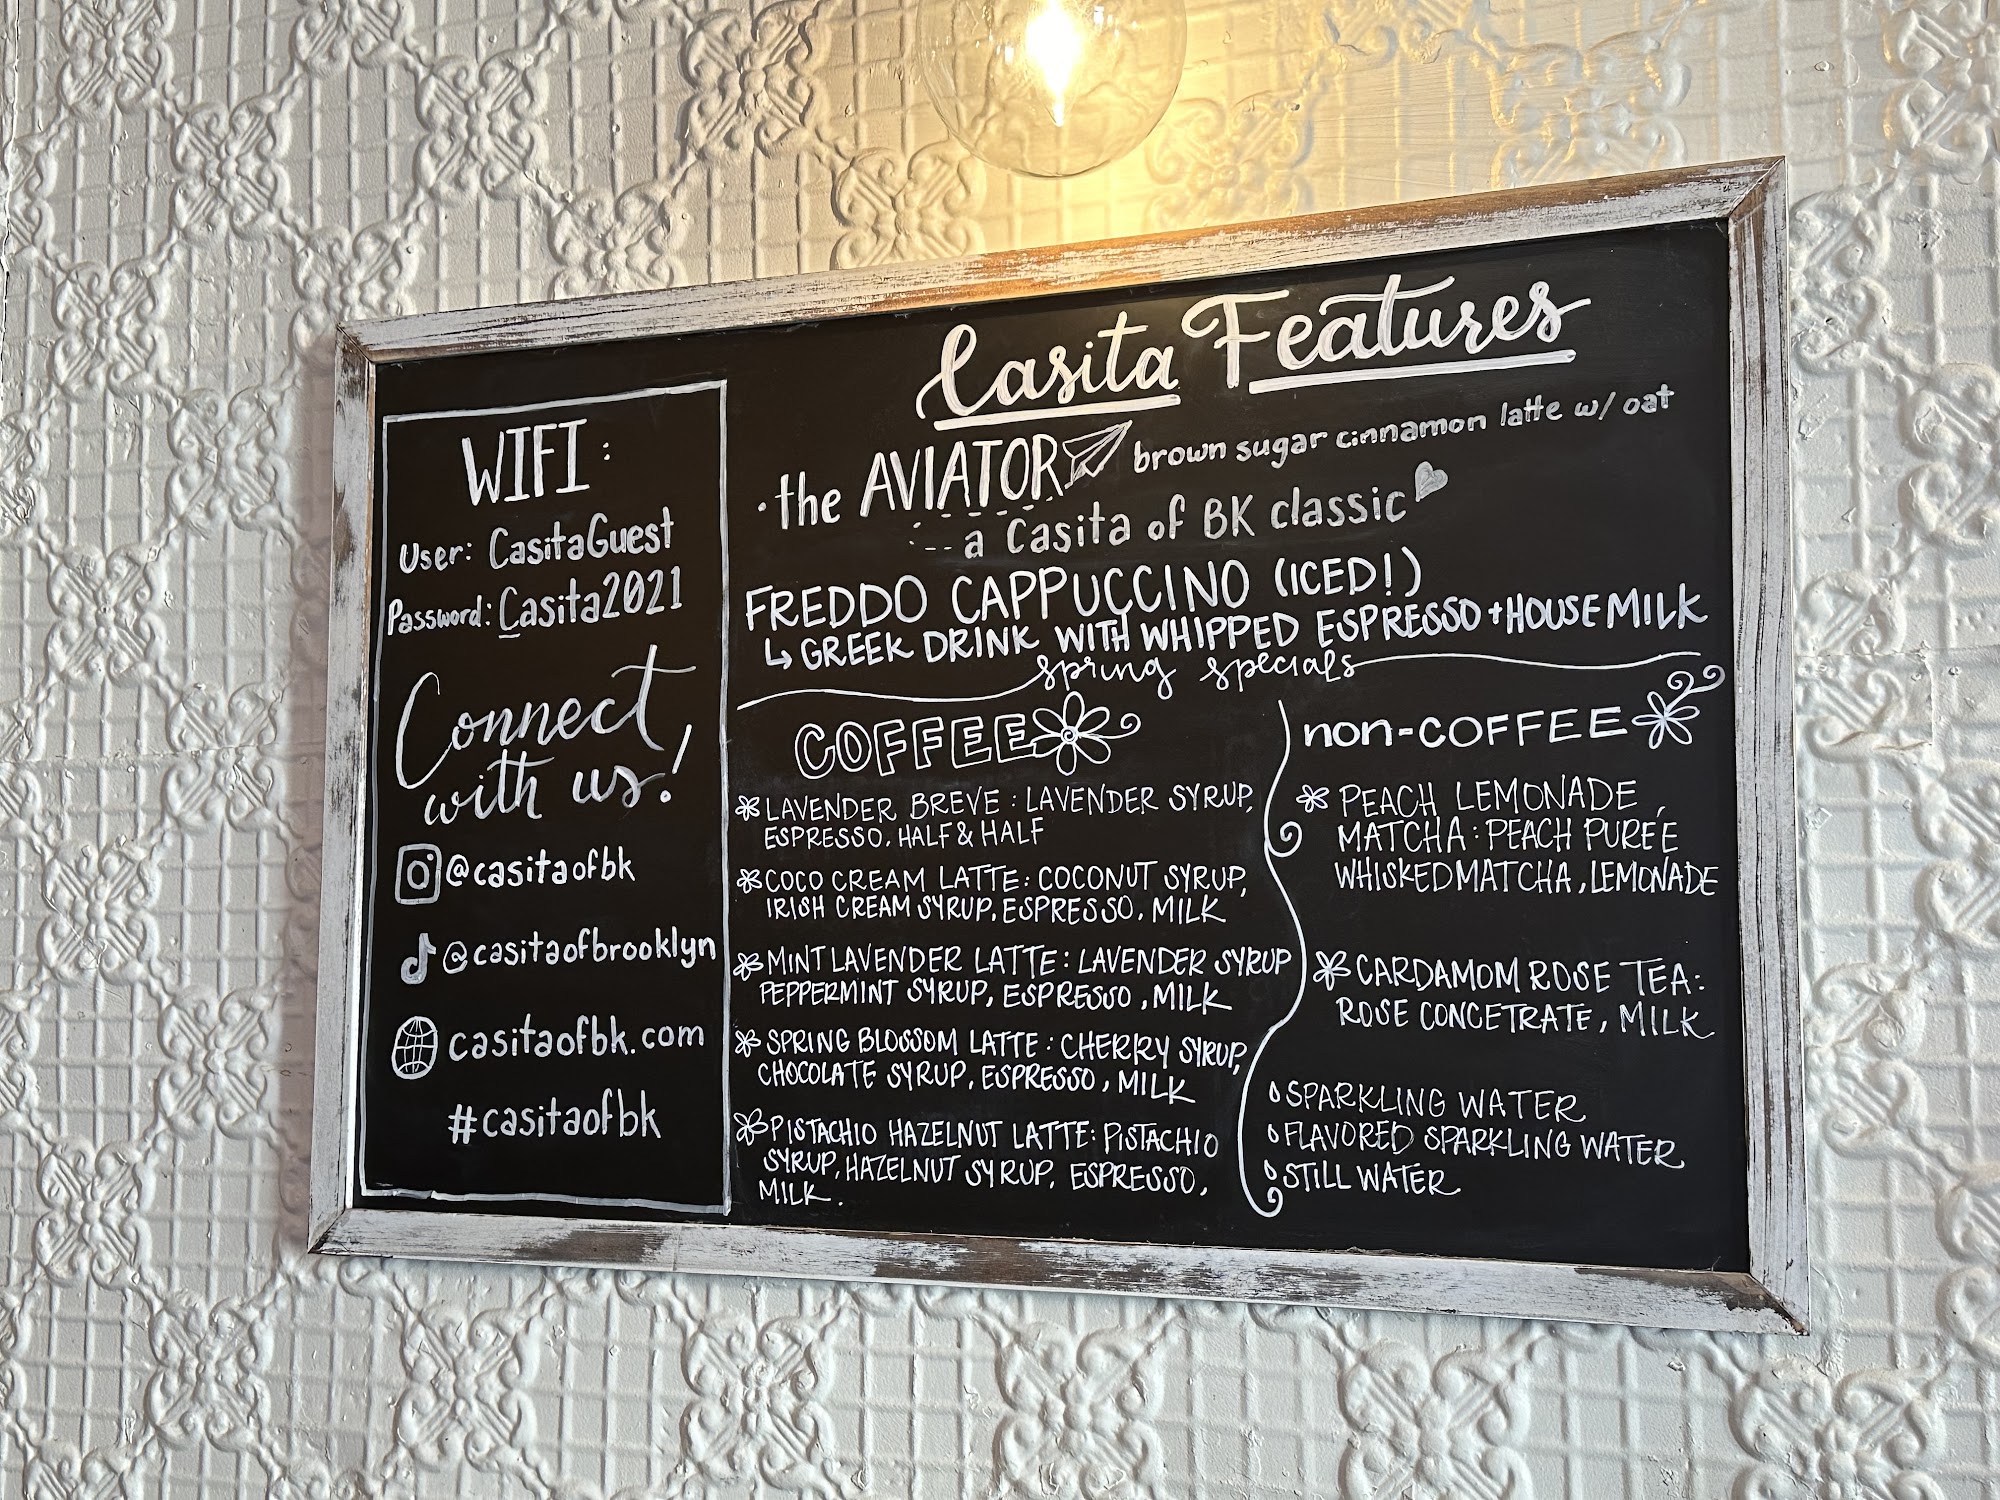 WIFI:
User: CasitaGuest
Password: Casita2021
Connect
with us!
@casitaofbk
@casitaofbrooklyn
casitaofbk.com
#casitaofbk
Casita Features
·the AVIATOR brown sugar cinnamon latte w/ oat
a Casita of BK classic
FREDDO CAPPUCCINO (ICED!)
↳ GREEK DRINK WITH WHIPPED ESPRESSO + HOUSE MILK
spring specials
COFFEE
LAVENDER BREVE : LAVENDER SYRUP,
ESPRESSO, HALF & HALF
COCO CREAM LATTE: COCONUT SYRUP,
IRISH CREAM SYRUP, ESPRESSO, MILK
MINT LAVENDER LATTE: LAVENDER SYRUP
PEPPERMINT SYRUP, ESPRESSO, MILK
SPRING BLOSSOM LATTE: CHERRY SYRUP,
CHOCOLATE SYRUP, ESPRESSO, MILK
PISTACHIO HAZELNUT LATTE: PISTACHIO
SYRUP, HAZELNUT SYRUP, ESPRESSO,
MILK.
non-COFFEE
PEACH LEMONADE
MATCHA: PEACH PUREÉ
WHISKED MATCHA, LEMONADE
CARDAMOM ROSE TEA:
ROSE CONCETRATE, MILK
SPARKLING WATER
FLAVORED SPARKLING WATER
STILL WATER